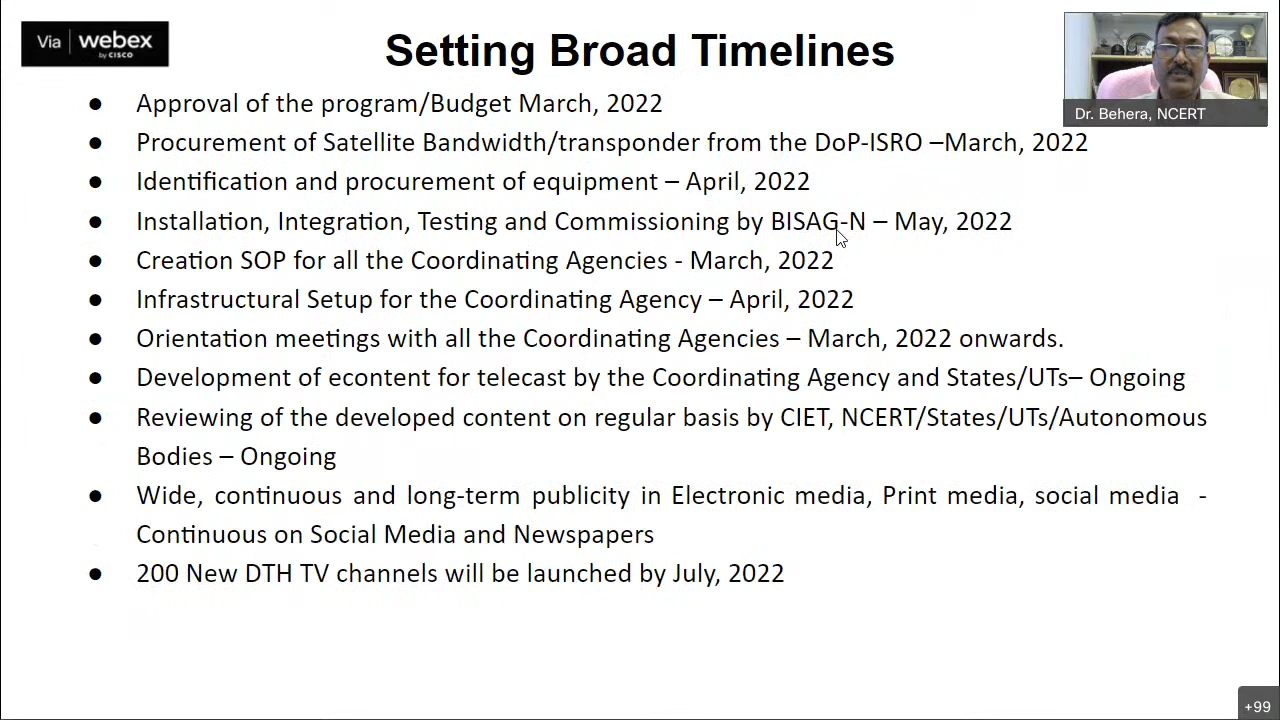 Via webex
by CISCO
Setting Broad Timelines
Dr. Behera, NCERT
● Approval of the program/Budget March, 2022
● Procurement of Satellite Bandwidth/transponder from the DoP-ISRO –March, 2022
● Identification and procurement of equipment – April, 2022
● Installation, Integration, Testing and Commissioning by BISAG-N – May, 2022
● Creation SOP for all the Coordinating Agencies - March, 2022
● Infrastructural Setup for the Coordinating Agency – April, 2022
● Orientation meetings with all the Coordinating Agencies – March, 2022 onwards.
● Development of econtent for telecast by the Coordinating Agency and States/UTs– Ongoing
● Reviewing of the developed content on regular basis by CIET, NCERT/States/UTs/Autonomous
Bodies – Ongoing
● Wide, continuous and long-term publicity in Electronic media, Print media, social media -
Continuous on Social Media and Newspapers
● 200 New DTH TV channels will be launched by July, 2022
+99